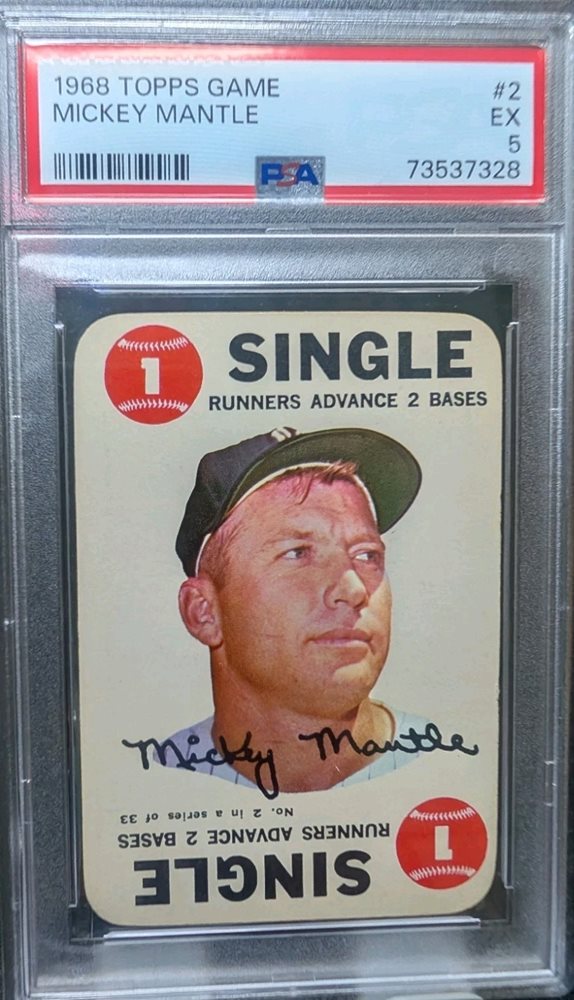 1968 TOPPS GAME #2
MICKEY MANTLE EX
5
PSA 73537328
1 SINGLE
RUNNERS ADVANCE 2 BASES
Mickey Mantle
No. 2 in a series of 33
RUNNERS ADVANCE 2 BASES
SINGLE 1